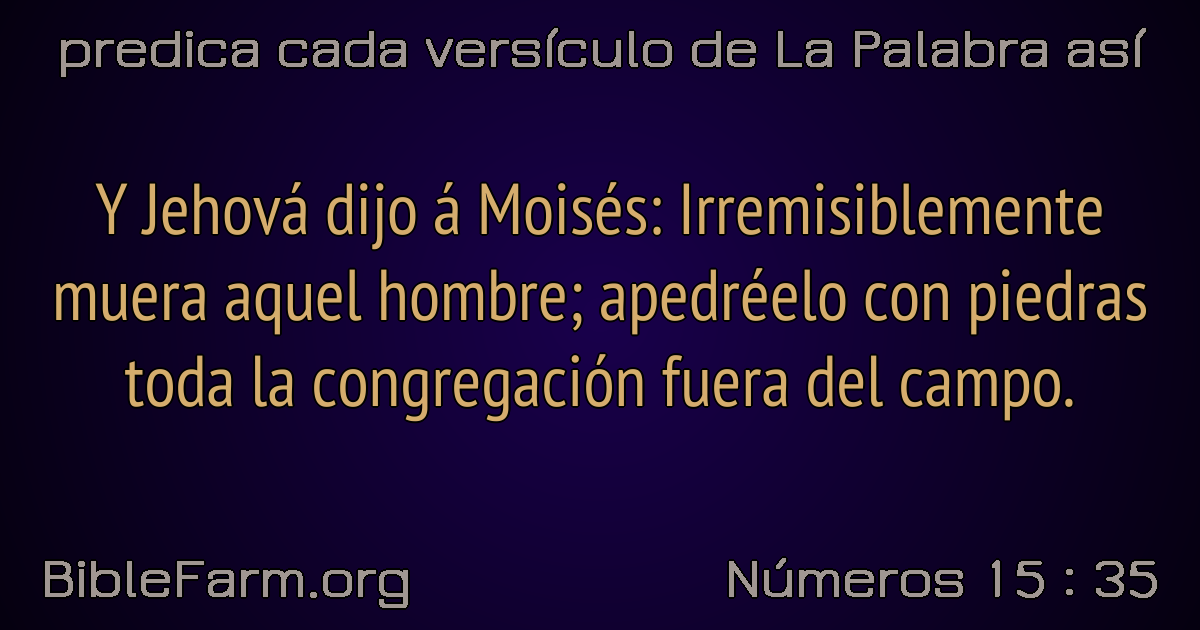 predica cada versículo de La Palabra así
Y Jehová dijo á Moisés: Irremisiblemente
muera aquel hombre; apedréelo con piedras
toda la congregación fuera del campo.
BibleFarm.org
Números 15 : 35